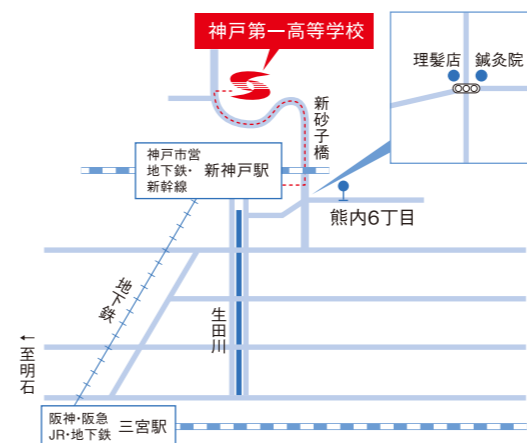 神戸第一高等学校
理髪店
鍼灸院
新砂子橋
神戸市営
地下鉄・
新幹線
新神戸駅
熊内6丁目
地下鉄
生田川
←至明石
阪神・阪急
JR・地下鉄
三宮駅